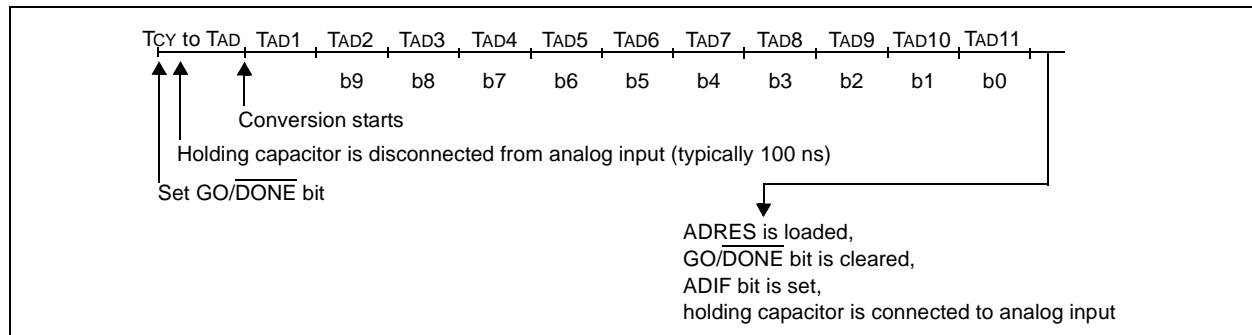 TCY to TAD TAD1 TAD2 TAD3 TAD4 TAD5 TAD6 TAD7 TAD8 TAD9 TAD10 TAD11
b9 b8 b7 b6 b5 b4 b3 b2 b1 b0
Conversion starts
Holding capacitor is disconnected from analog input (typically 100 ns)
Set GO/DONE bit
ADRES is loaded,
GO/DONE bit is cleared,
ADIF bit is set,
holding capacitor is connected to analog input